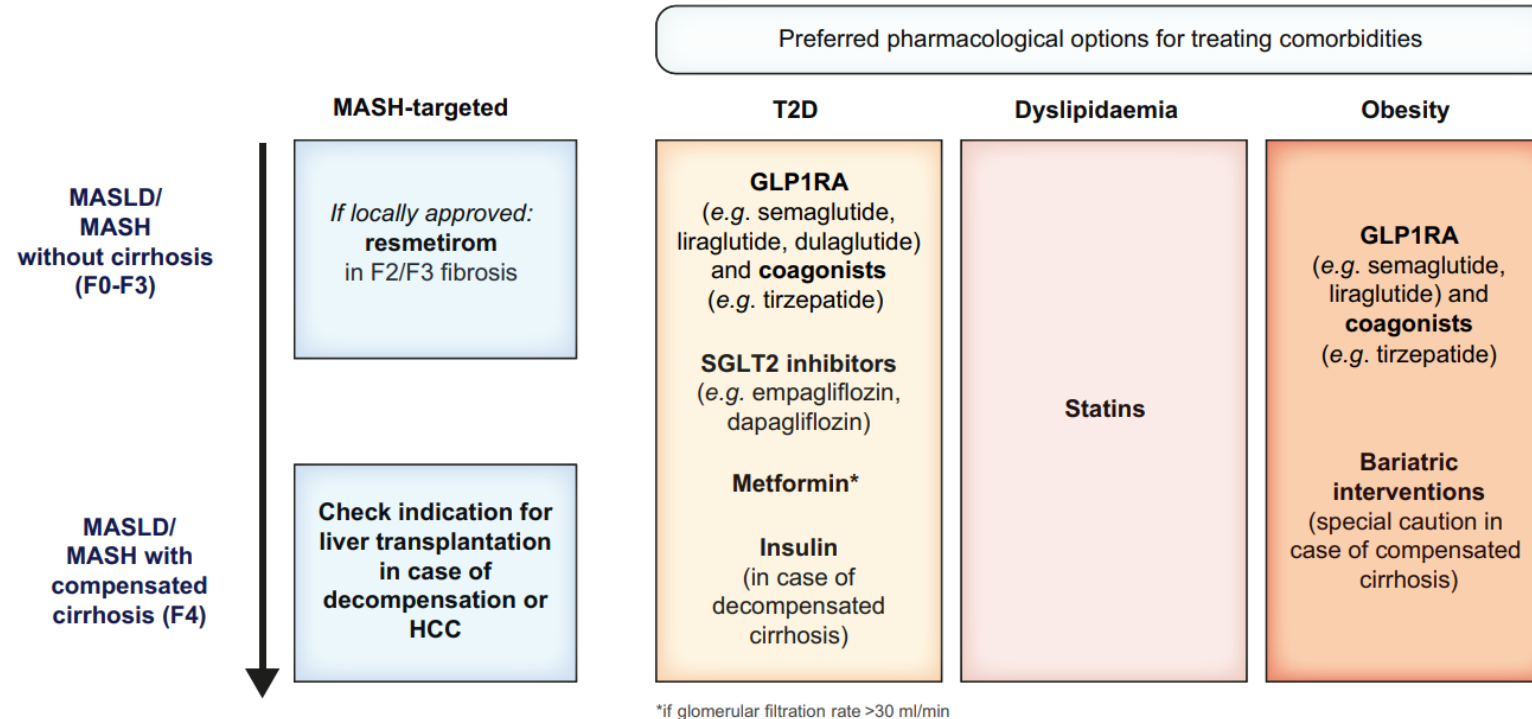 Preferred pharmacological options for treating comorbidities
MASH-targeted
T2D
Dyslipidaemia
Obesity
MASLD/
MASH
without cirrhosis
(F0-F3)
If locally approved:
resmetirom
in F2/F3 fibrosis
GLP1RA
(e.g. semaglutide,
liraglutide, dulaglutide)
and coagonists
(e.g. tirzepatide)
SGLT2 inhibitors
(e.g. empagliflozin,
dapagliflozin)
Metformin*
Insulin
(in case of
decompensated
cirrhosis)
Statins
GLP1RA
(e.g. semaglutide,
liraglutide) and
coagonists
(e.g. tirzepatide)
Bariatric
interventions
(special caution in
case of compensated
cirrhosis)
MASLD/
MASH with
compensated
cirrhosis (F4)
Check indication for
liver transplantation
in case of
decompensation or
HCC
*if glomerular filtration rate >30 ml/min